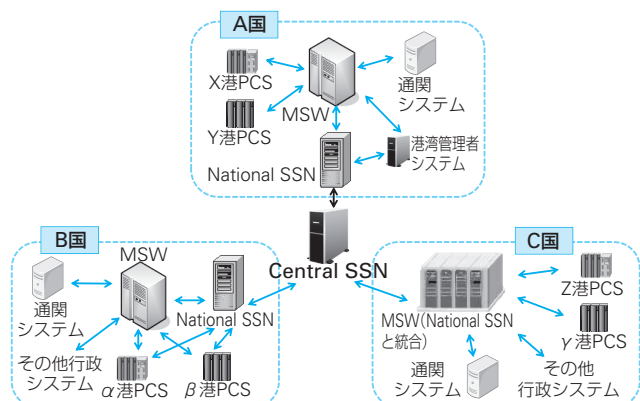 A国
X港PCS
Y港PCS
MSW
通関
システム
港湾管理者
システム
National SSN
Central SSN
B国
MSW
通関
システム
National SSN
その他行政
システム
α港PCS
β港PCS
C国
MSW(National SSN
と統合)
Z港PCS
γ港PCS
通関
システム
その他
行政システム